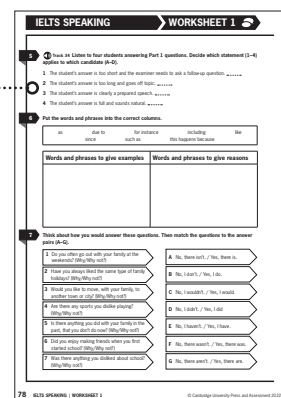 IELTS SPEAKING
WORKSHEET 1
5 Track 24 Listen to four students answering Part 1 questions. Decide which statement (1–4)
applies to which candidate (A–D).
1 The student's answer is too short and the examiner needs to ask a follow-up question. ........
2 The student's answer is too long and goes off topic. ........
3 The student's answer is clearly a prepared speech. ........
4 The student's answer is full and sounds natural. ........
6 Put the words and phrases into the correct columns.
as due to for instance including like
since such as this happens because
Words and phrases to give examples Words and phrases to give reasons
7 Think about how you would answer these questions. Then match the questions to the answer
pairs (A–G).
1 Do you often go out with your family at the
weekends? (Why/Why not?)
2 Have you always liked the same type of family
holidays? (Why/Why not?)
3 Would you like to move, with your family, to
another town or city? (Why/Why not?)
4 Are there any sports you dislike playing?
(Why/Why not?)
5 Is there anything you did with your family in the
past, that you don't do now? (Why/Why not?)
6 Did you enjoy making friends when you first
started school? (Why/Why not?)
7 Was there anything you disliked about school?
(Why/Why not?)
A No, there isn't. / Yes, there is.
B No, I don't. / Yes, I do.
C No, I wouldn't. / Yes, I would.
D No, I didn't. / Yes, I did
E No, I haven't. / Yes, I have.
F No, there wasn't. / Yes, there was.
G No, there aren't. / Yes, there are.
78 IELTS SPEAKING | WORKSHEET 1
© Cambridge University Press and Assessment 2022